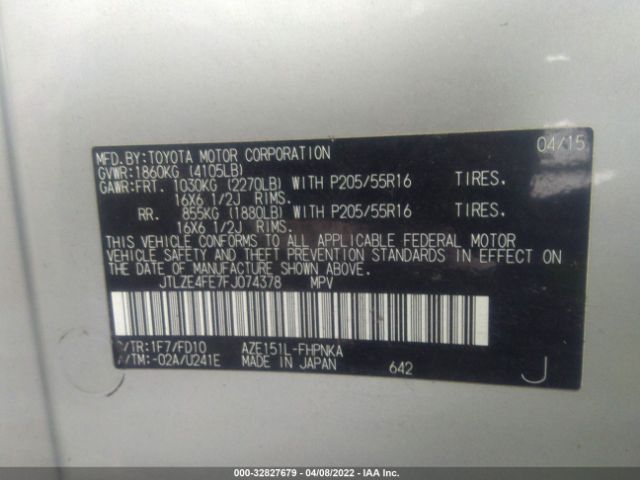 MFD.BY:TOYOTA MOTOR CORPORATION 04/15
GVWR:1860KG (4105LB)
GAWR:FRT. 1030KG (2270LB) WITH P205/55R16 TIRES.
16X6 1/2J RIMS.
RR. 855KG (1880LB) WITH P205/55R16 TIRES.
16X6 1/2J RIMS.
THIS VEHICLE CONFORMS TO ALL APPLICABLE FEDERAL MOTOR
VEHICLE SAFETY AND THEFT PREVENTION STANDARDS IN EFFECT ON
THE DATE OF MANUFACTURE SHOWN ABOVE.
JTLZE4FE7FJ074378 MPV
C/TR:1F7/FD10 AZE151L-FHPNKA
A/TM:-02A/U241E MADE IN JAPAN 642 J
000-32827679 - 04/08/2022 - IAA Inc.